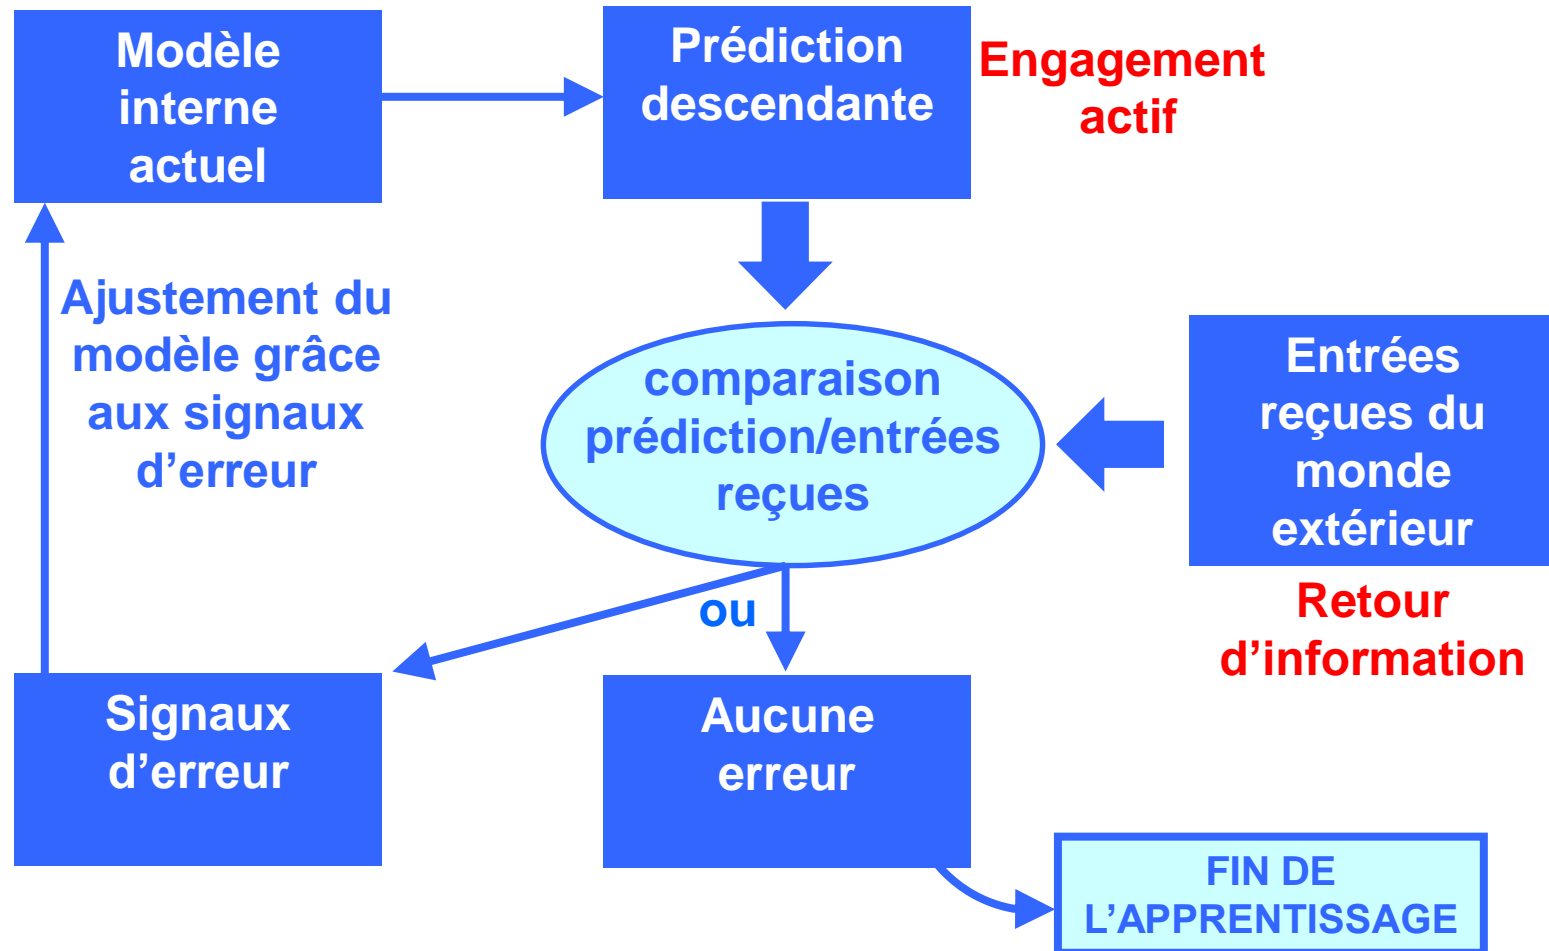 Modèle
interne
actuel
Prédiction
descendante
Engagement
actif
Ajustement du
modèle grâce
aux signaux
d’erreur
comparaison
prédiction/entrées
reçues
Entrées
reçues du
monde
extérieur
Retour
d’information
ou
Signaux
d’erreur
Aucune
erreur
FIN DE
L’APPRENTISSAGE